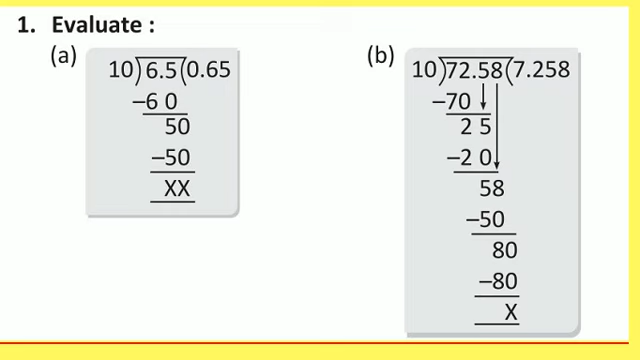 1. Evaluate :
(a)
10)6.5(0.65
–6 0
50
–50
XX
(b)
10)72.58(7.258
–70
2 5
–2 0
58
–50
80
–80
X